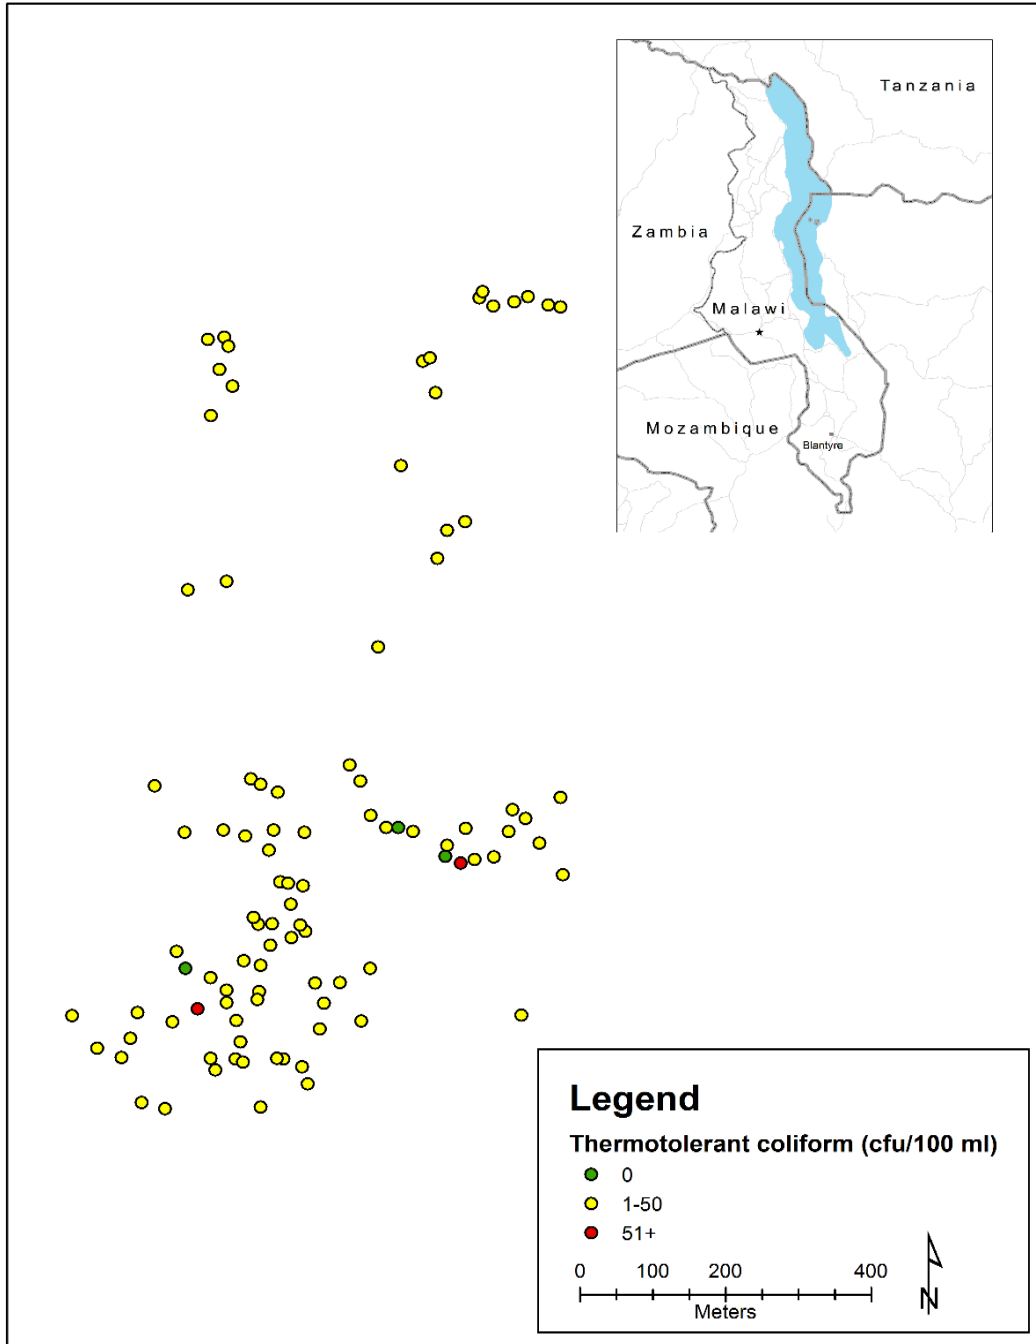 Tanzania
Zambia
Malawi
Mozambique
Blantyre
Legend
Thermotolerant coliform (cfu/100 ml)
0
1-50
51+
0 100 200 400
Meters
N